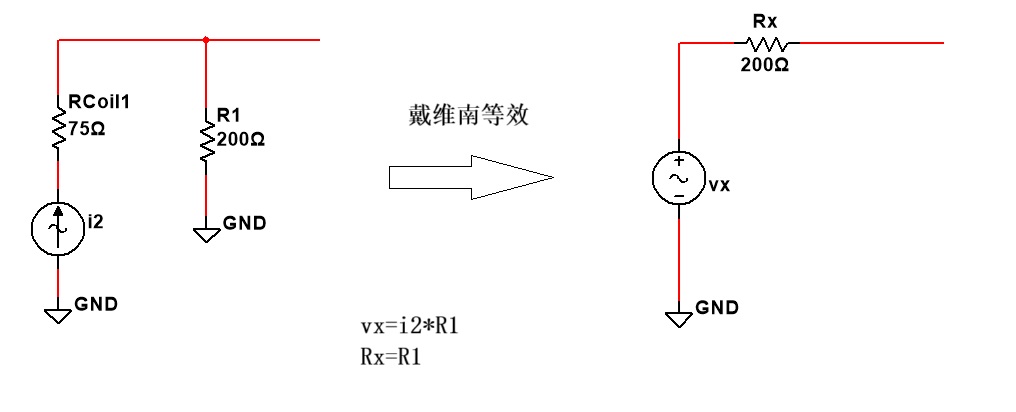 RCoil1
75Ω
R1
200Ω
i2
GND
GND
戴维南等效
vx=i2*R1
Rx=R1
Rx
200Ω
vx
GND